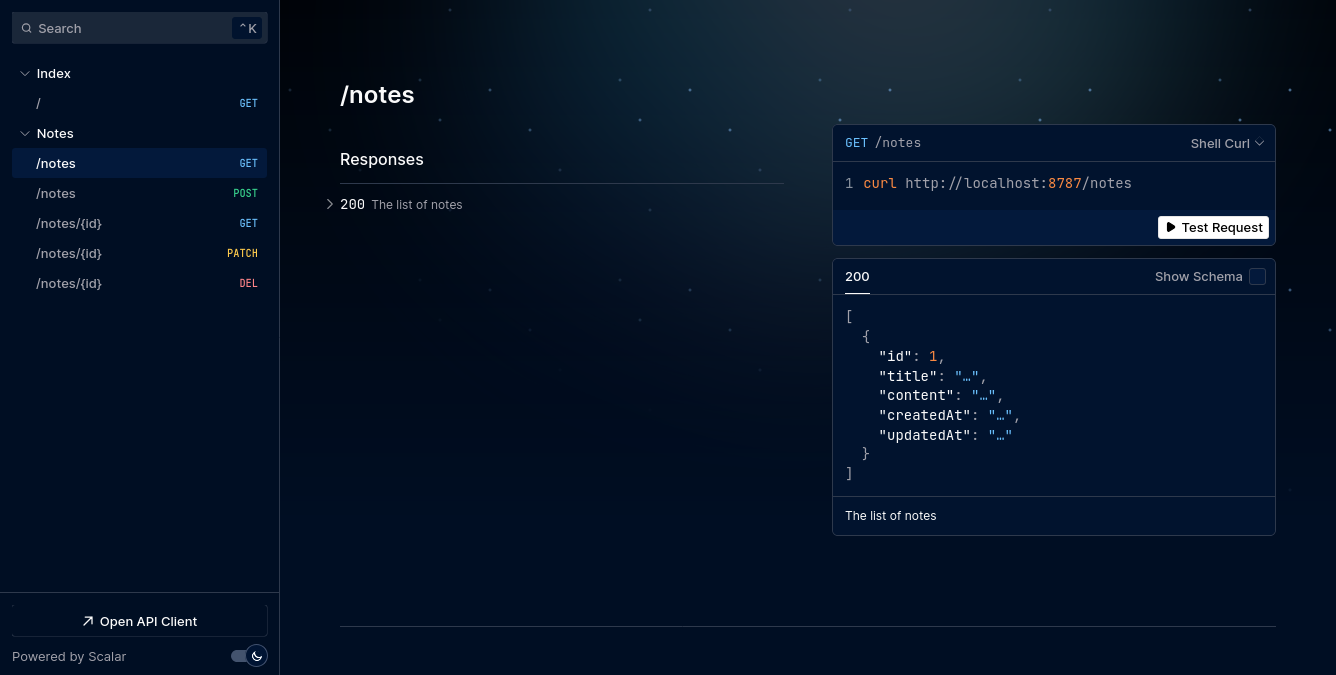 Search
^K
Index
/ GET
Notes
/notes GET
/notes POST
/notes/{id} GET
/notes/{id} PATCH
/notes/{id} DEL
Open API Client
Powered by Scalar
/notes
Responses
200 The list of notes
GET /notes Shell Curl
1 curl http://localhost:8787/notes
Test Request
200 Show Schema
[
{
"id": 1,
"title": "…",
"content": "…",
"createdAt": "…",
"updatedAt": "…"
}
]
The list of notes